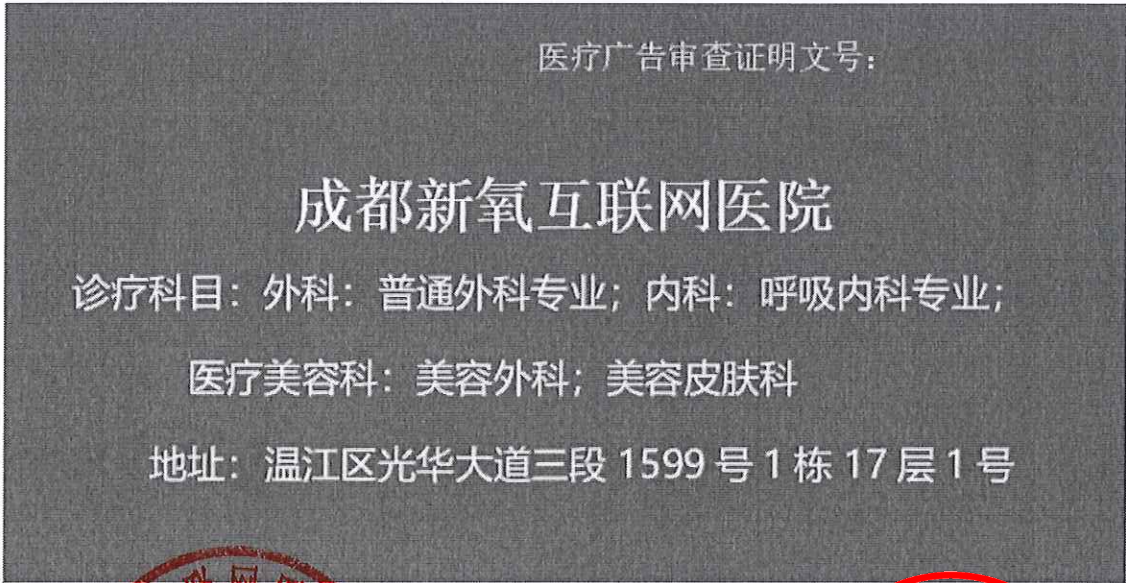 医疗广告审查证明文号：
成都新氧互联网医院
诊疗科目：外科：普通外科专业；内科：呼吸内科专业；
医疗美容科：美容外科；美容皮肤科
地址：温江区光华大道三段 1599 号 1 栋 17 层 1 号